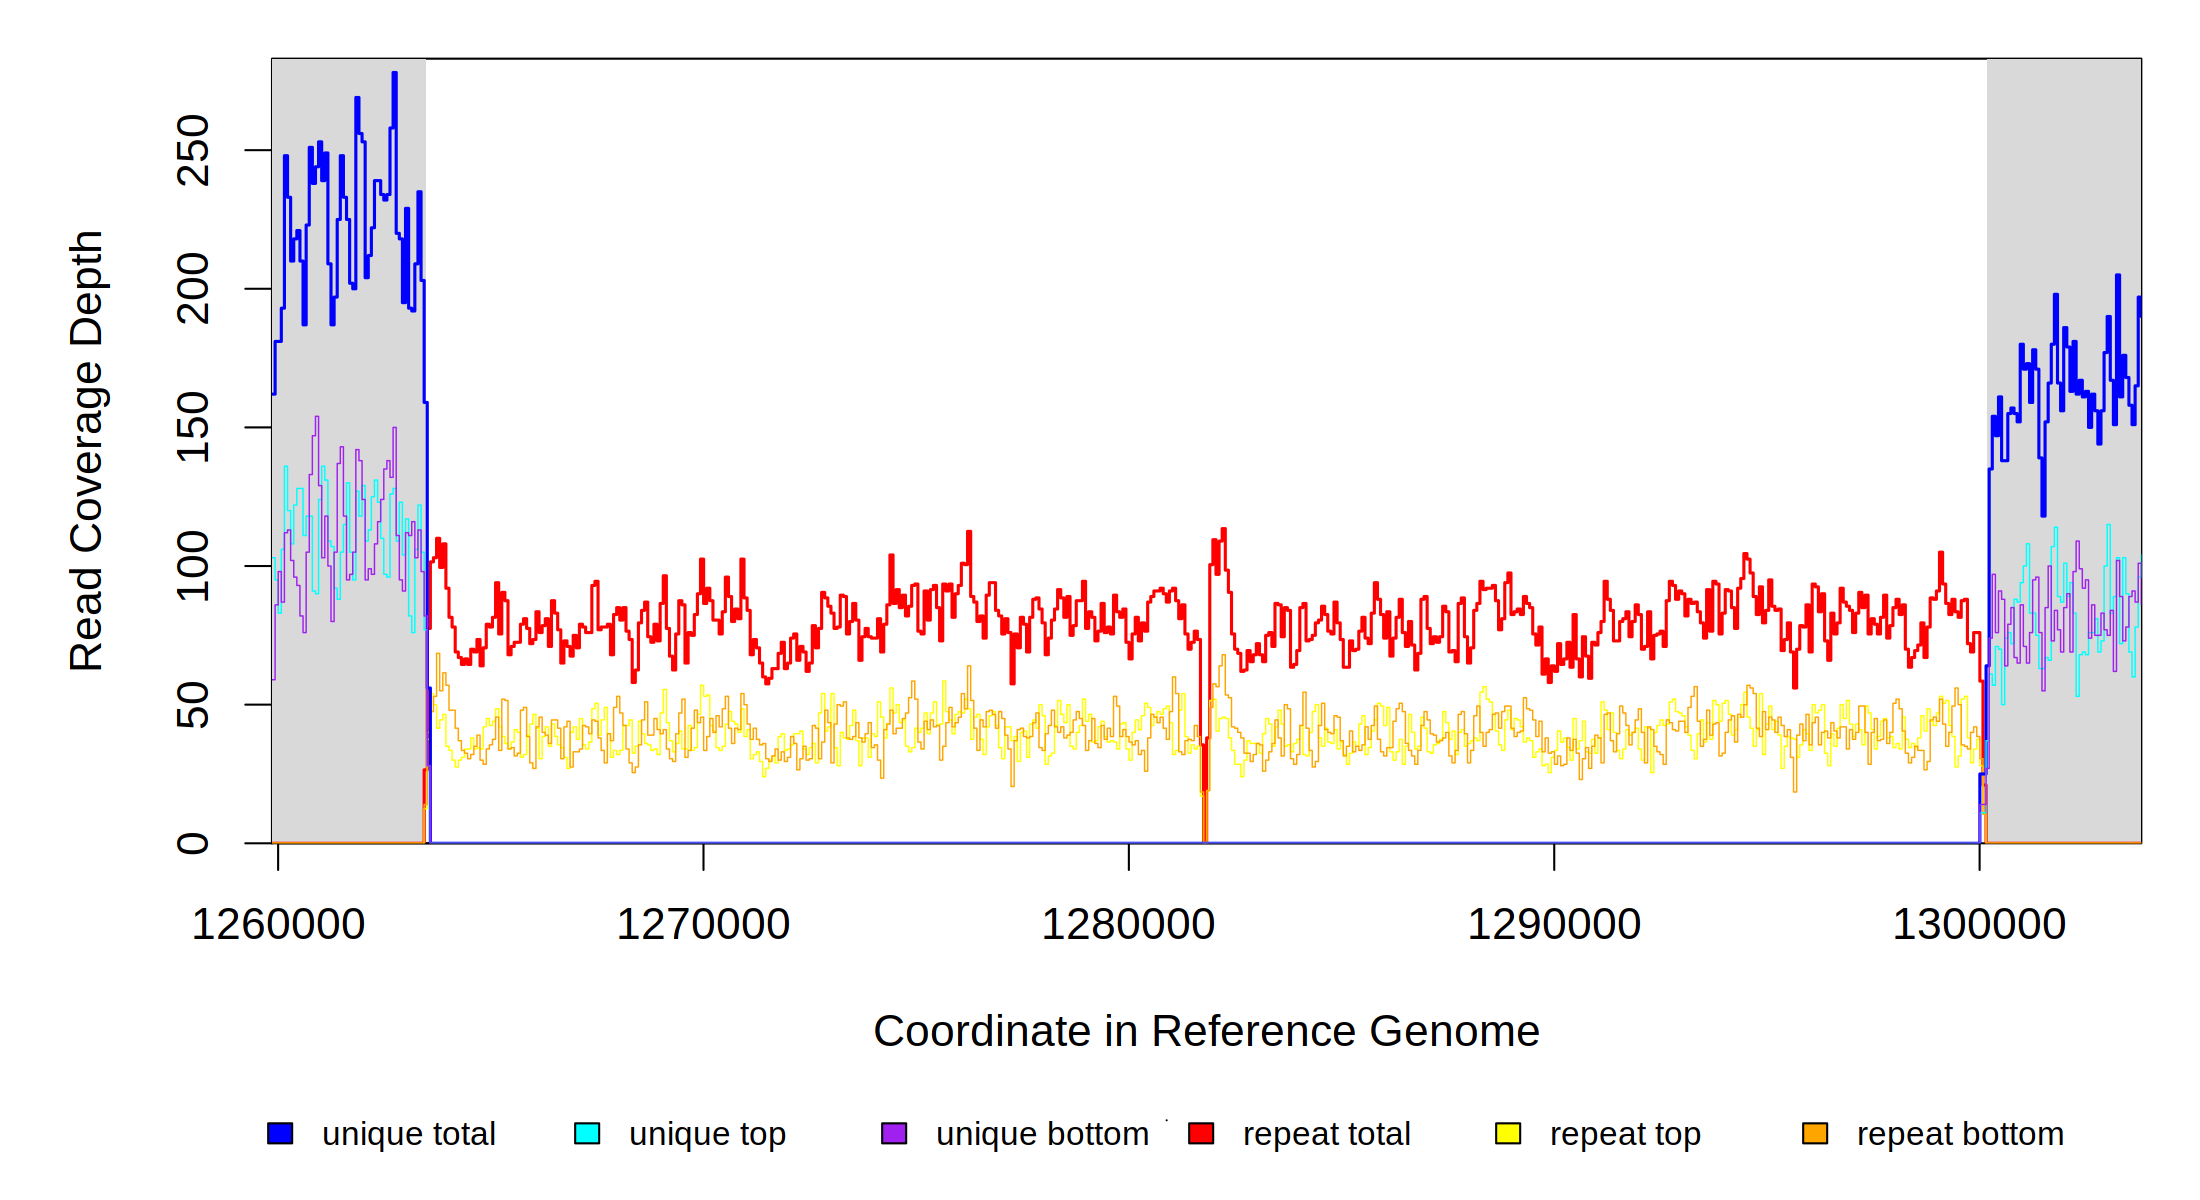 Read Coverage Depth
250
200
150
100
50
0
1260000 1270000 1280000 1290000 1300000
Coordinate in Reference Genome
unique total unique top unique bottom repeat total repeat top repeat bottom